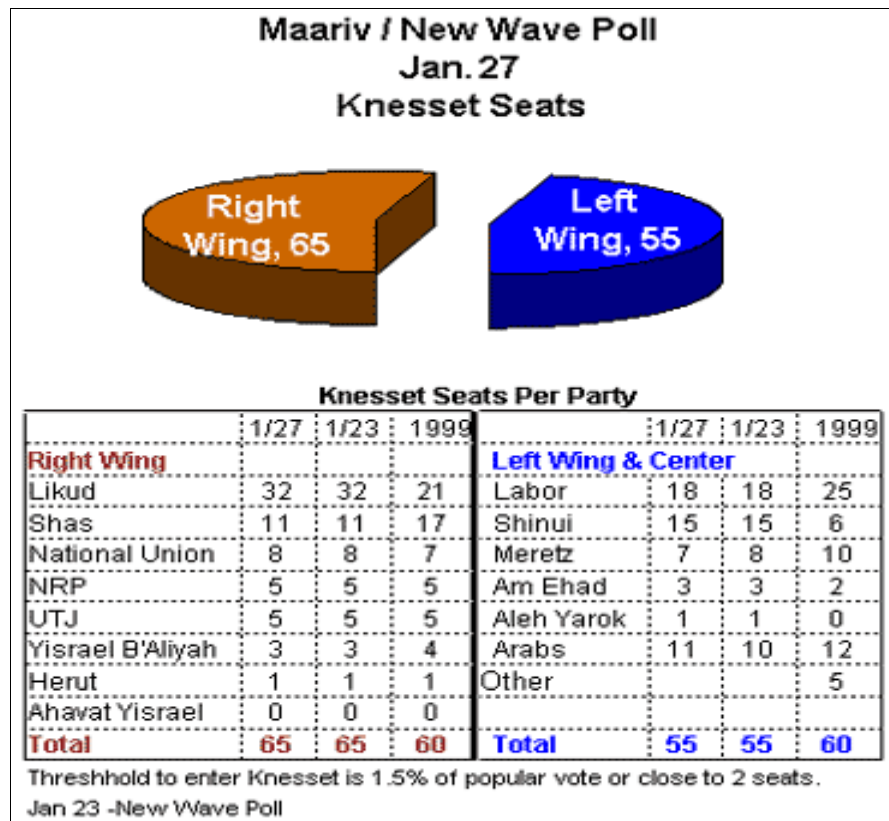 Maariv / New Wave Poll
Jan. 27
Knesset Seats
Right
Wing, 65
Left
Wing, 55
Knesset Seats Per Party
1/27 1/23 1999 1/27 1/23 1999
Right Wing Left Wing & Center
Likud 32 32 21 Labor 18 18 25
Shas 11 11 17 Shinui 15 15 6
National Union 8 8 7 Meretz 7 8 10
NRP 5 5 5 Am Ehad 3 3 2
UTJ 5 5 5 Aleh Yarok 1 1 0
Yisrael B'Aliyah 3 3 4 Arabs 11 10 12
Herut 1 1 1 Other 5
Ahavat Yisrael 0 0 0
Total 65 65 60 Total 55 55 60
Threshhold to enter Knesset is 1.5% of popular vote or close to 2 seats.
Jan 23 -New Wave Poll